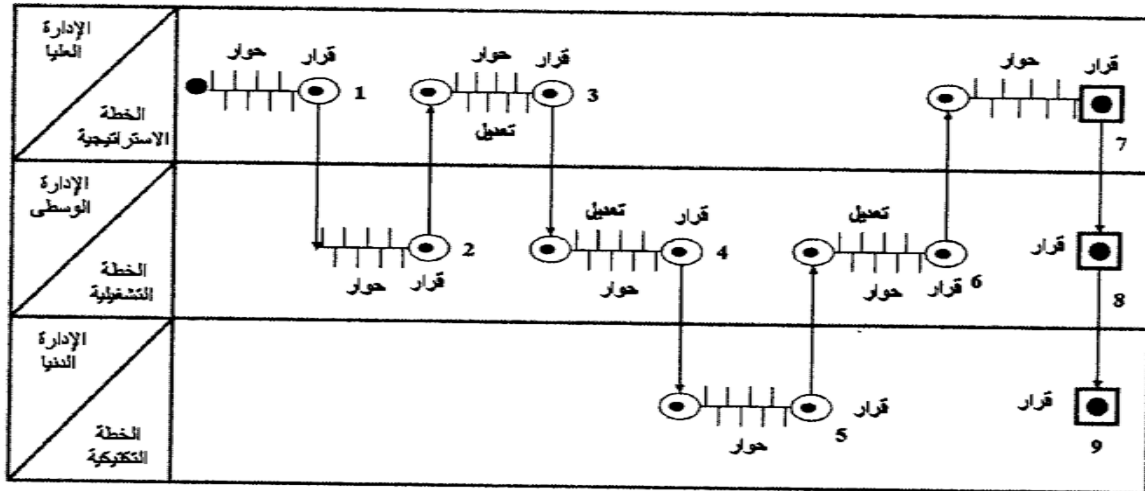 الإدارة
العليا
الخطة
الاستراتيجية
حوار
قرار
1
حوار
قرار
3
تعديل
حوار
قرار
7
الإدارة
الوسطى
الخطة
التشغيلية
2
حوار
قرار
تعديل
قرار
4
حوار
تعديل
6
حوار
قرار
قرار
8
الإدارة
الدنيا
الخطة
التكتيكية
قرار
5
حوار
قرار
9